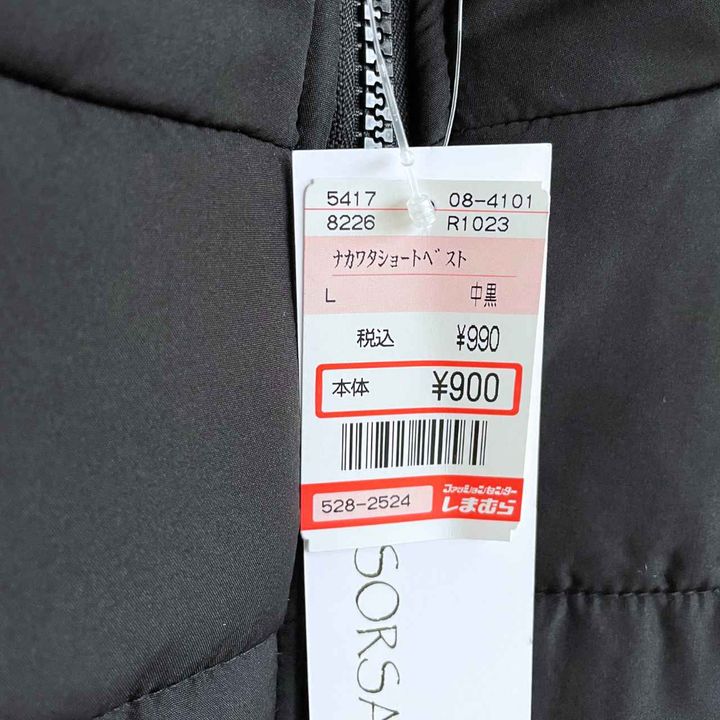 5417 08-4101
8226 R1023
ﾅｶﾜﾀｼｮｰﾄﾍﾞｽﾄ
L 中黒
税込 ¥990
本体 ¥900
528-2524
ファッションセンター
しまむら
SORSA